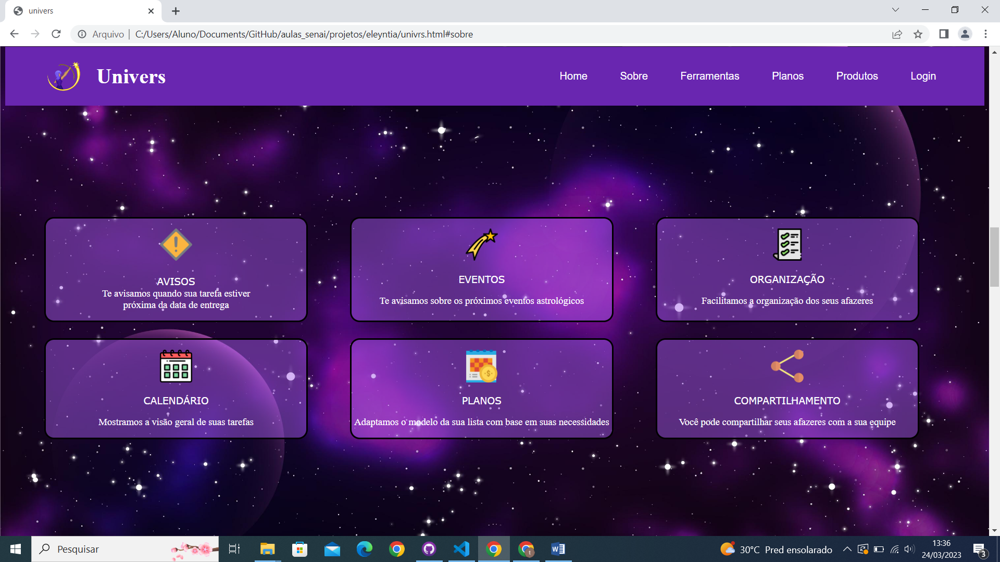 univers
Arquivo C:/Users/Aluno/Documents/GitHub/aulas_senai/projetos/eleyntia/univrs.html#sobre
Univers Home Sobre Ferramentas Planos Produtos Login
AVISOS
Te avisamos quando sua tarefa estiver
próxima da data de entrega
EVENTOS
Te avisamos sobre os próximos eventos astrológicos
ORGANIZAÇÃO
Facilitamos a organização dos seus afazeres
CALENDÁRIO
Mostramos a visão geral de suas tarefas
PLANOS
Adaptamos o modelo da sua lista com base em suas necessidades
COMPARTILHAMENTO
Você pode compartilhar seus afazeres com a sua equipe
Pesquisar
30°C Pred ensolarado
13:36
24/03/2023
3